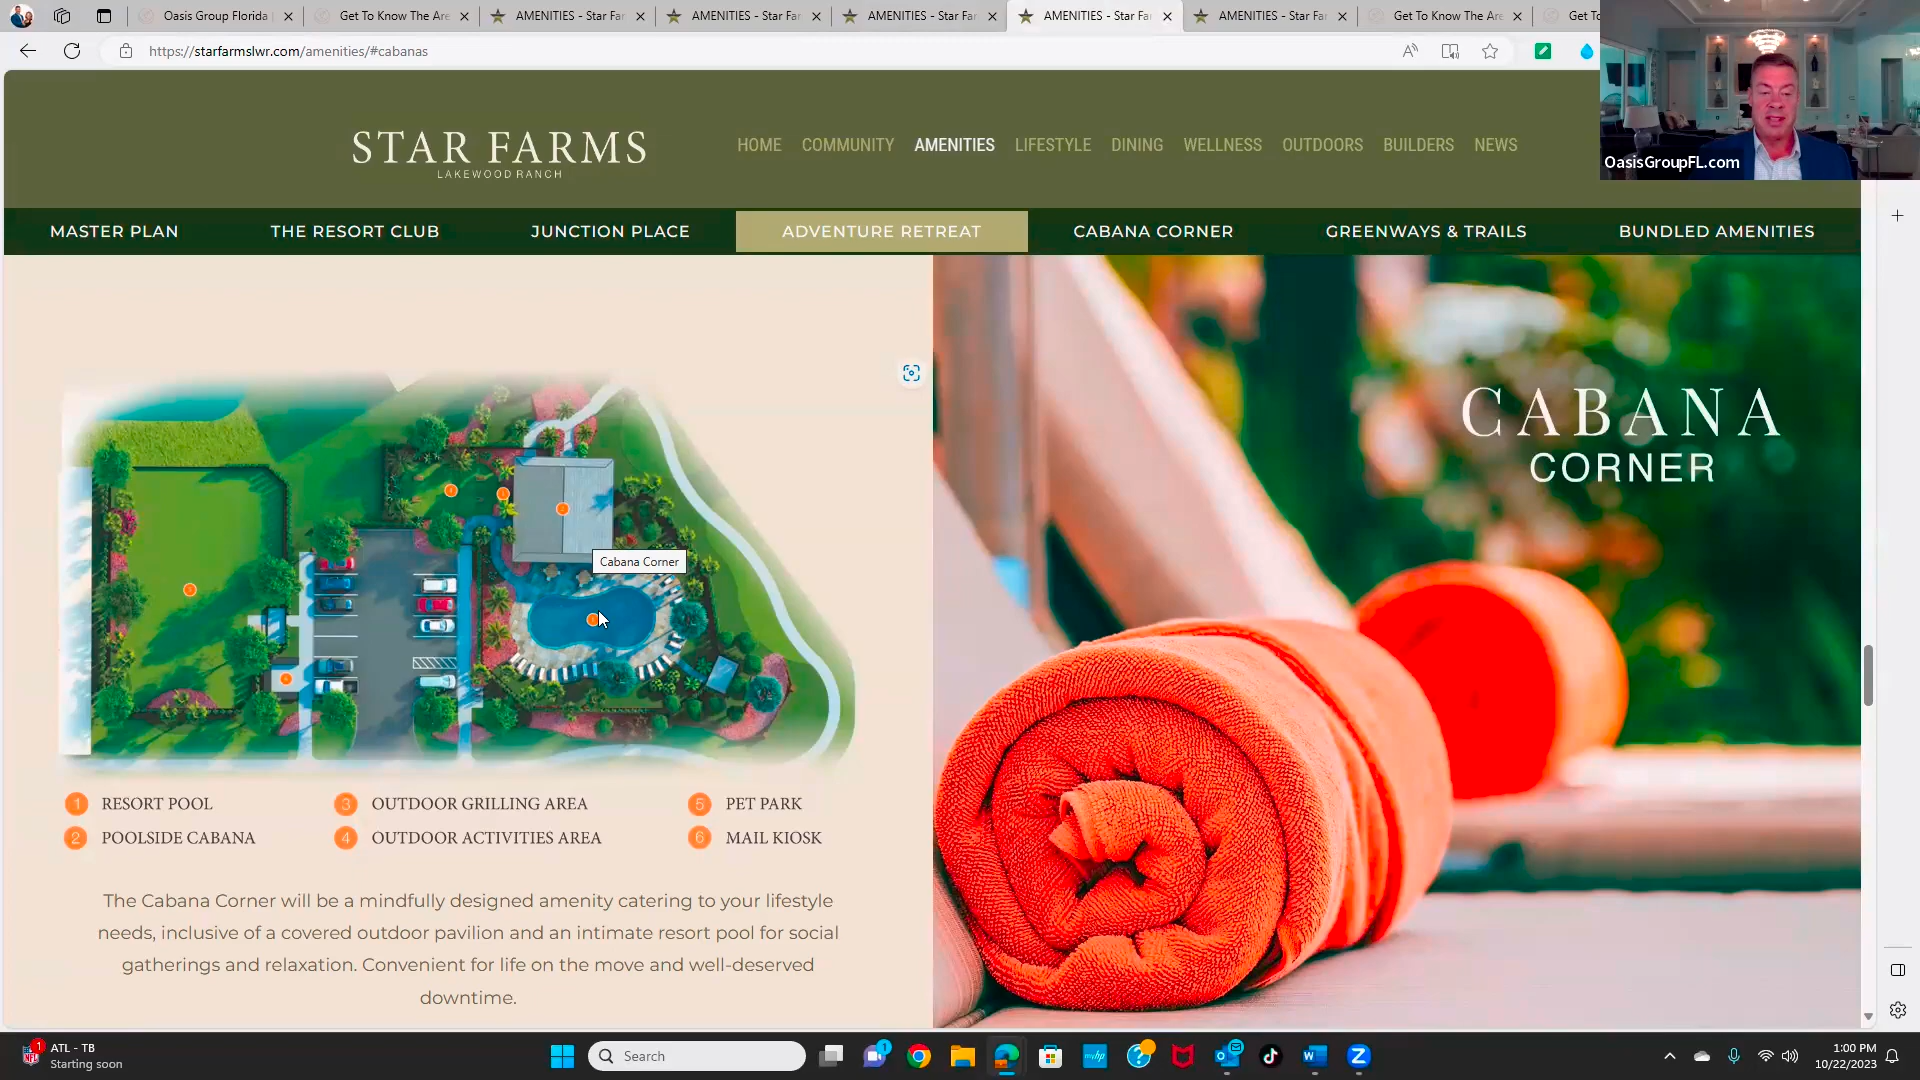 Oasis Group Florida
Get To Know The Are
AMENITIES - Star Far
AMENITIES - Star Far
AMENITIES - Star Far
AMENITIES - Star Far
AMENITIES - Star Far
Get To Know The Are
Get To
https://starfarmslwr.com/amenities/#cabanas
OasisGroupFL.com
STAR FARMS
LAKEWOOD RANCH
HOME
COMMUNITY
AMENITIES
LIFESTYLE
DINING
WELLNESS
OUTDOORS
BUILDERS
NEWS
MASTER PLAN
THE RESORT CLUB
JUNCTION PLACE
ADVENTURE RETREAT
CABANA CORNER
GREENWAYS & TRAILS
BUNDLED AMENITIES
CABANA
CORNER
Cabana Corner
1 RESORT POOL
2 POOLSIDE CABANA
3 OUTDOOR GRILLING AREA
4 OUTDOOR ACTIVITIES AREA
5 PET PARK
6 MAIL KIOSK
The Cabana Corner will be a mindfully designed amenity catering to your lifestyle
needs, inclusive of a covered outdoor pavilion and an intimate resort pool for social
gatherings and relaxation. Convenient for life on the move and well-deserved
downtime.
1
ATL - TB
Starting soon
Search
1
1:00 PM
10/22/2023